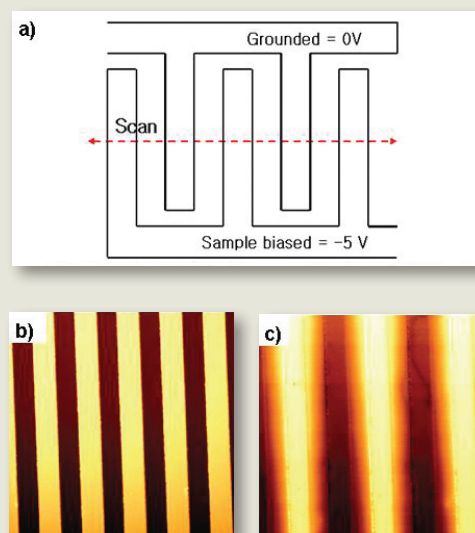 a)
Grounded = 0V
Scan
Sample biased = −5 V
b)
c)